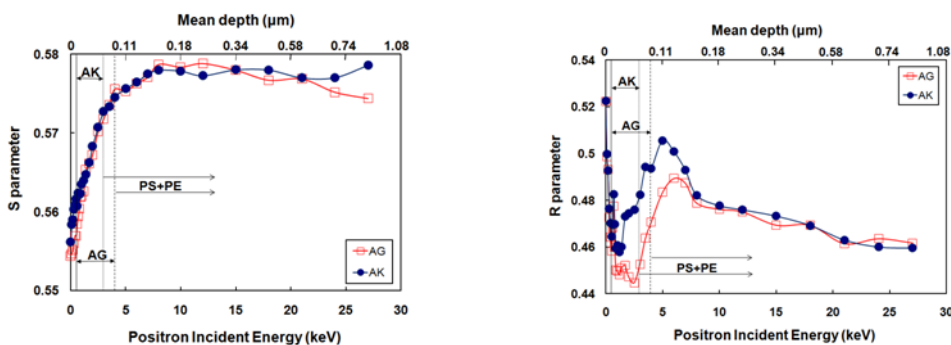 Mean depth (µm)
0 0 0.11 0.18 0.34 0.58 0.74 1.08
0.58
0.57
0.56
0.55
S parameter
AK
PS+PE
AG
AG
AK
0 5 10 15 20 25 30
Positron Incident Energy (keV)
Mean depth (µm)
0 0 0.11 0.18 0.34 0.58 0.74 1.08
0.54
0.52
0.5
0.48
0.46
0.44
R parameter
AK
AG
PS+PE
AG
AK
0 5 10 15 20 25 30
Positron Incident Energy (keV)